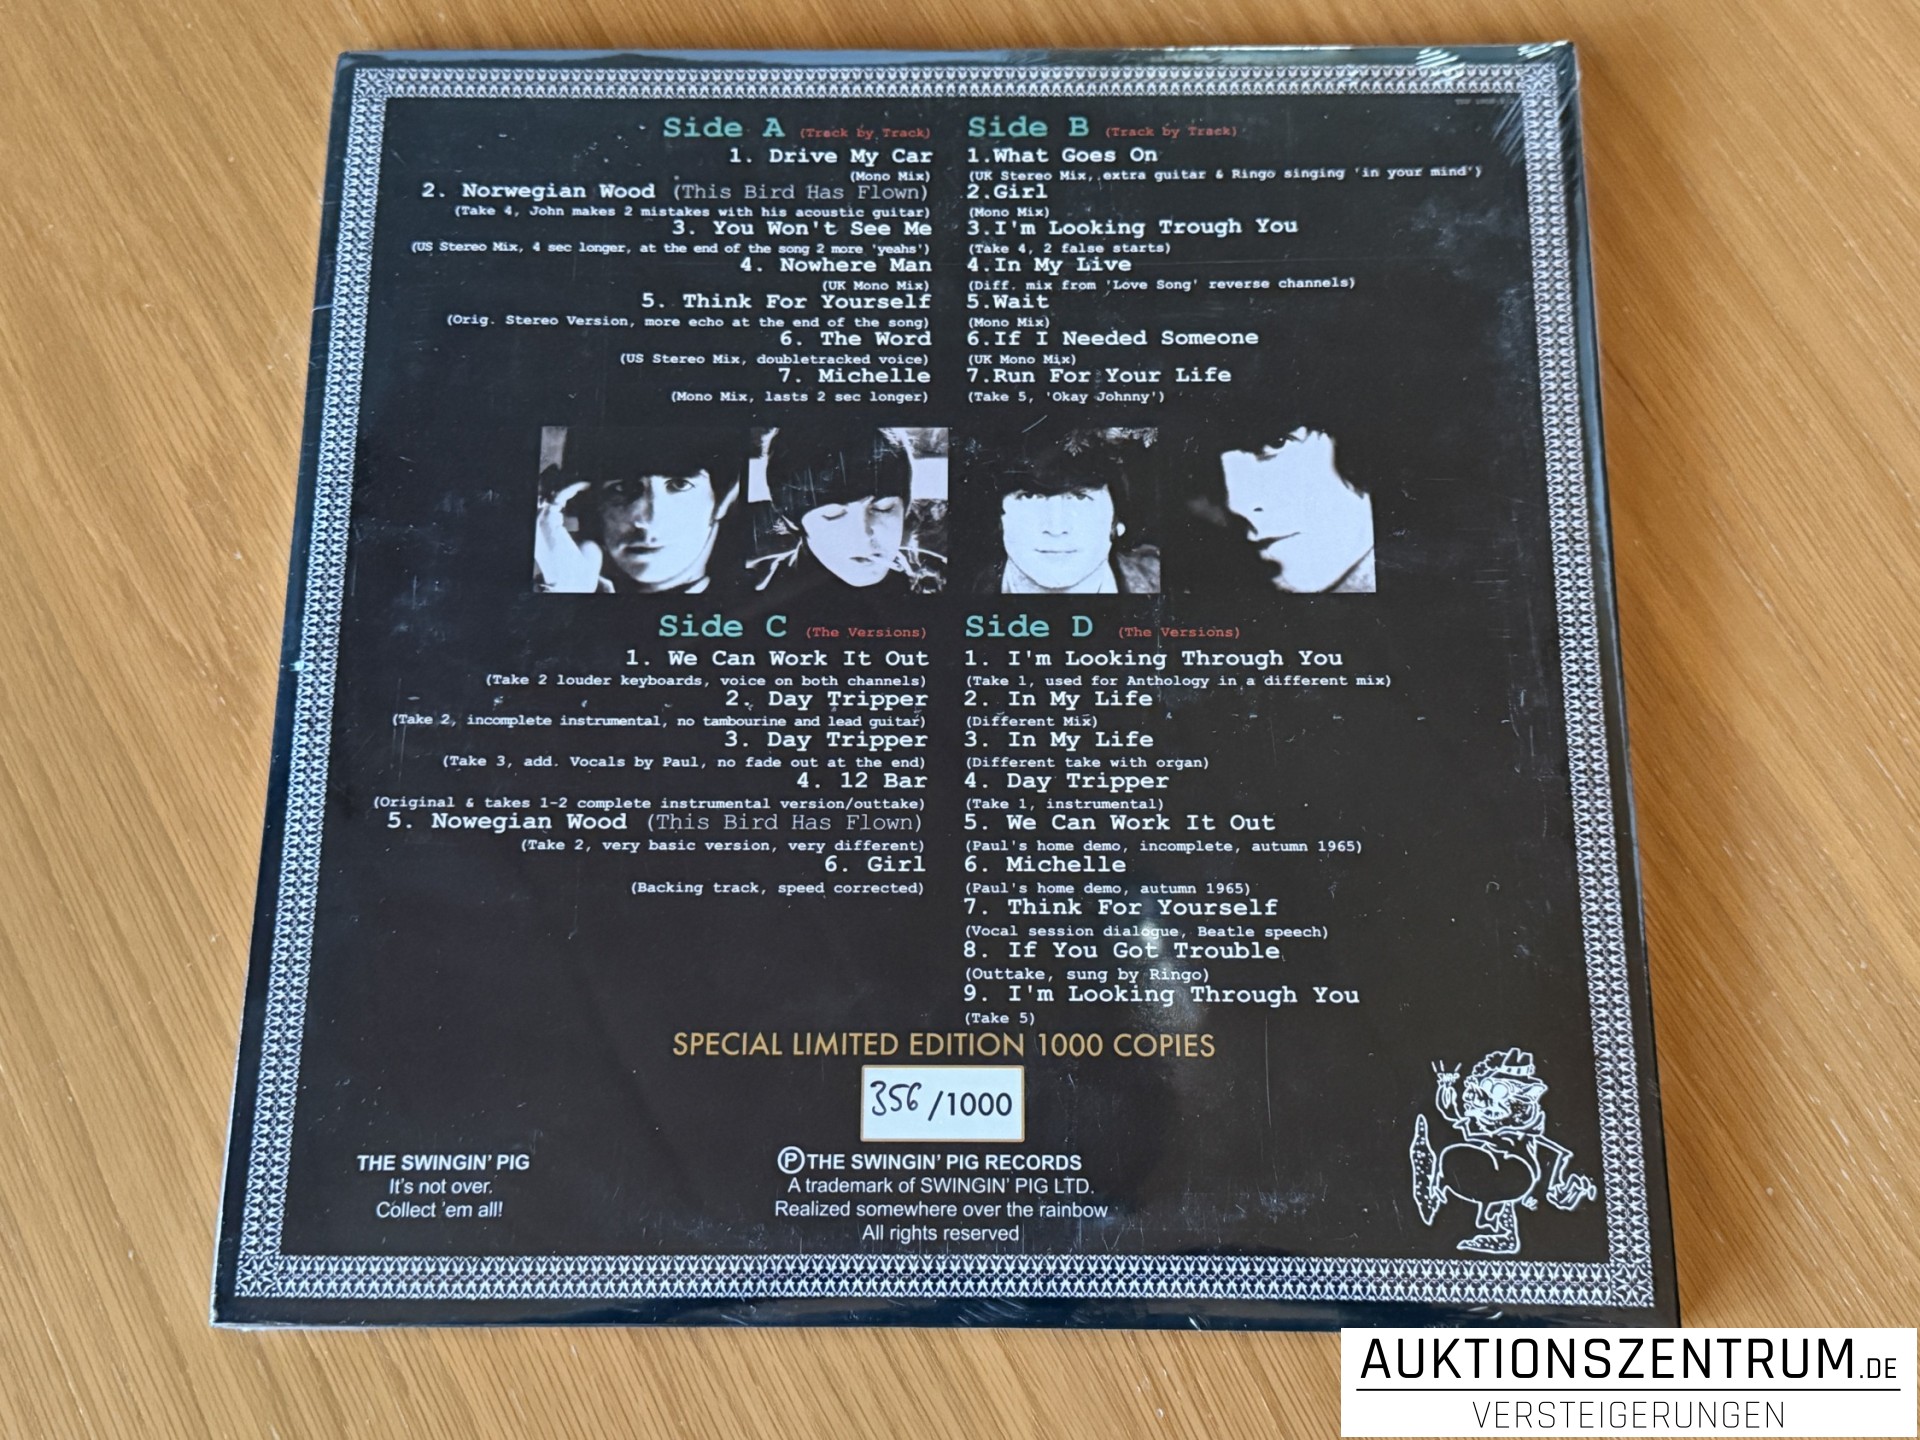 Side A (Track by Track)
1. Drive My Car
(Mono Mix)
2. Norwegian Wood (This Bird Has Flown)
(Take 4, John makes 2 mistakes with his acoustic guitar)
3. You Won't See Me
(US Stereo Mix, 4 sec longer, at the end of the song 2 more 'yeahs')
4. Nowhere Man
(UK Mono Mix)
5. Think For Yourself
(Orig. Stereo Version, more echo at the end of the song)
6. The Word
(US Stereo Mix, doubletracked voice)
7. Michelle
(Mono Mix, lasts 2 sec longer)
Side B (Track by Track)
1.What Goes On
(UK Stereo Mix, extra guitar & Ringo singing 'in your mind')
2.Girl
(Mono Mix)
3.I'm Looking Trough You
(Take 4, 2 false starts)
4.In My Live
(Diff. mix from 'Love Song' reverse channels)
5.Wait
(Mono Mix)
6.If I Needed Someone
(UK Mono Mix)
7.Run For Your Life
(Take 5, 'Okay Johnny')
Side C (The Versions)
1. We Can Work It Out
(Take 2 louder keyboards, voice on both channels)
2. Day Tripper
(Take 2, incomplete instrumental, no tambourine and lead guitar)
3. Day Tripper
(Take 3, add. Vocals by Paul, no fade out at the end)
4. 12 Bar
(Original & takes 1-2 complete instrumental version/outtake)
5. Nowegian Wood (This Bird Has Flown)
(Take 2, very basic version, very different)
6. Girl
(Backing track, speed corrected)
Side D (The Versions)
1. I'm Looking Through You
(Take 1, used for Anthology in a different mix)
2. In My Life
(Different Mix)
3. In My Life
(Different take with organ)
4. Day Tripper
(Take 1, instrumental)
5. We Can Work It Out
(Paul's home demo, incomplete, autumn 1965)
6. Michelle
(Paul's home demo, autumn 1965)
7. Think For Yourself
(Vocal session dialogue, Beatle speech)
8. If You Got Trouble
(Outtake, sung by Ringo)
9. I'm Looking Through You
(Take 5)
SPECIAL LIMITED EDITION 1000 COPIES
356 /1000
THE SWINGIN' PIG
It's not over.
Collect 'em all!
Ⓟ THE SWINGIN' PIG RECORDS
A trademark of SWINGIN' PIG LTD.
Realized somewhere over the rainbow
All rights reserved
SNAP
AUKTIONSZENTRUM.DE
VERSTEIGERUNGEN